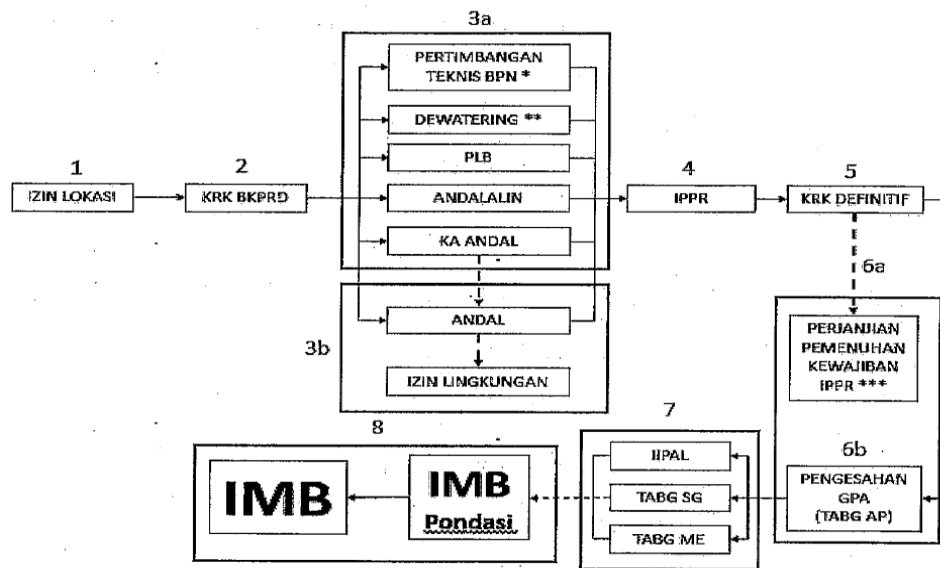 3a
PERTIMBANGAN
TEKNIS BPN *
DEWATERING **
PLB
ANDALALIN
KA ANDAL
1
IZIN LOKASI
2
KRK BKPRD
4
IPPR
5
KRK DEFINITIF
3b
ANDAL
IZIN LINGKUNGAN
6a
PERJANJIAN
PEMENUHAN
KEWAJIBAN
IPPR ***
6b
PENGESAHAN
GPA
(TABG AP)
7
IIPAL
TABG SG
TABG ME
8
IMB
Pondasi
IMB